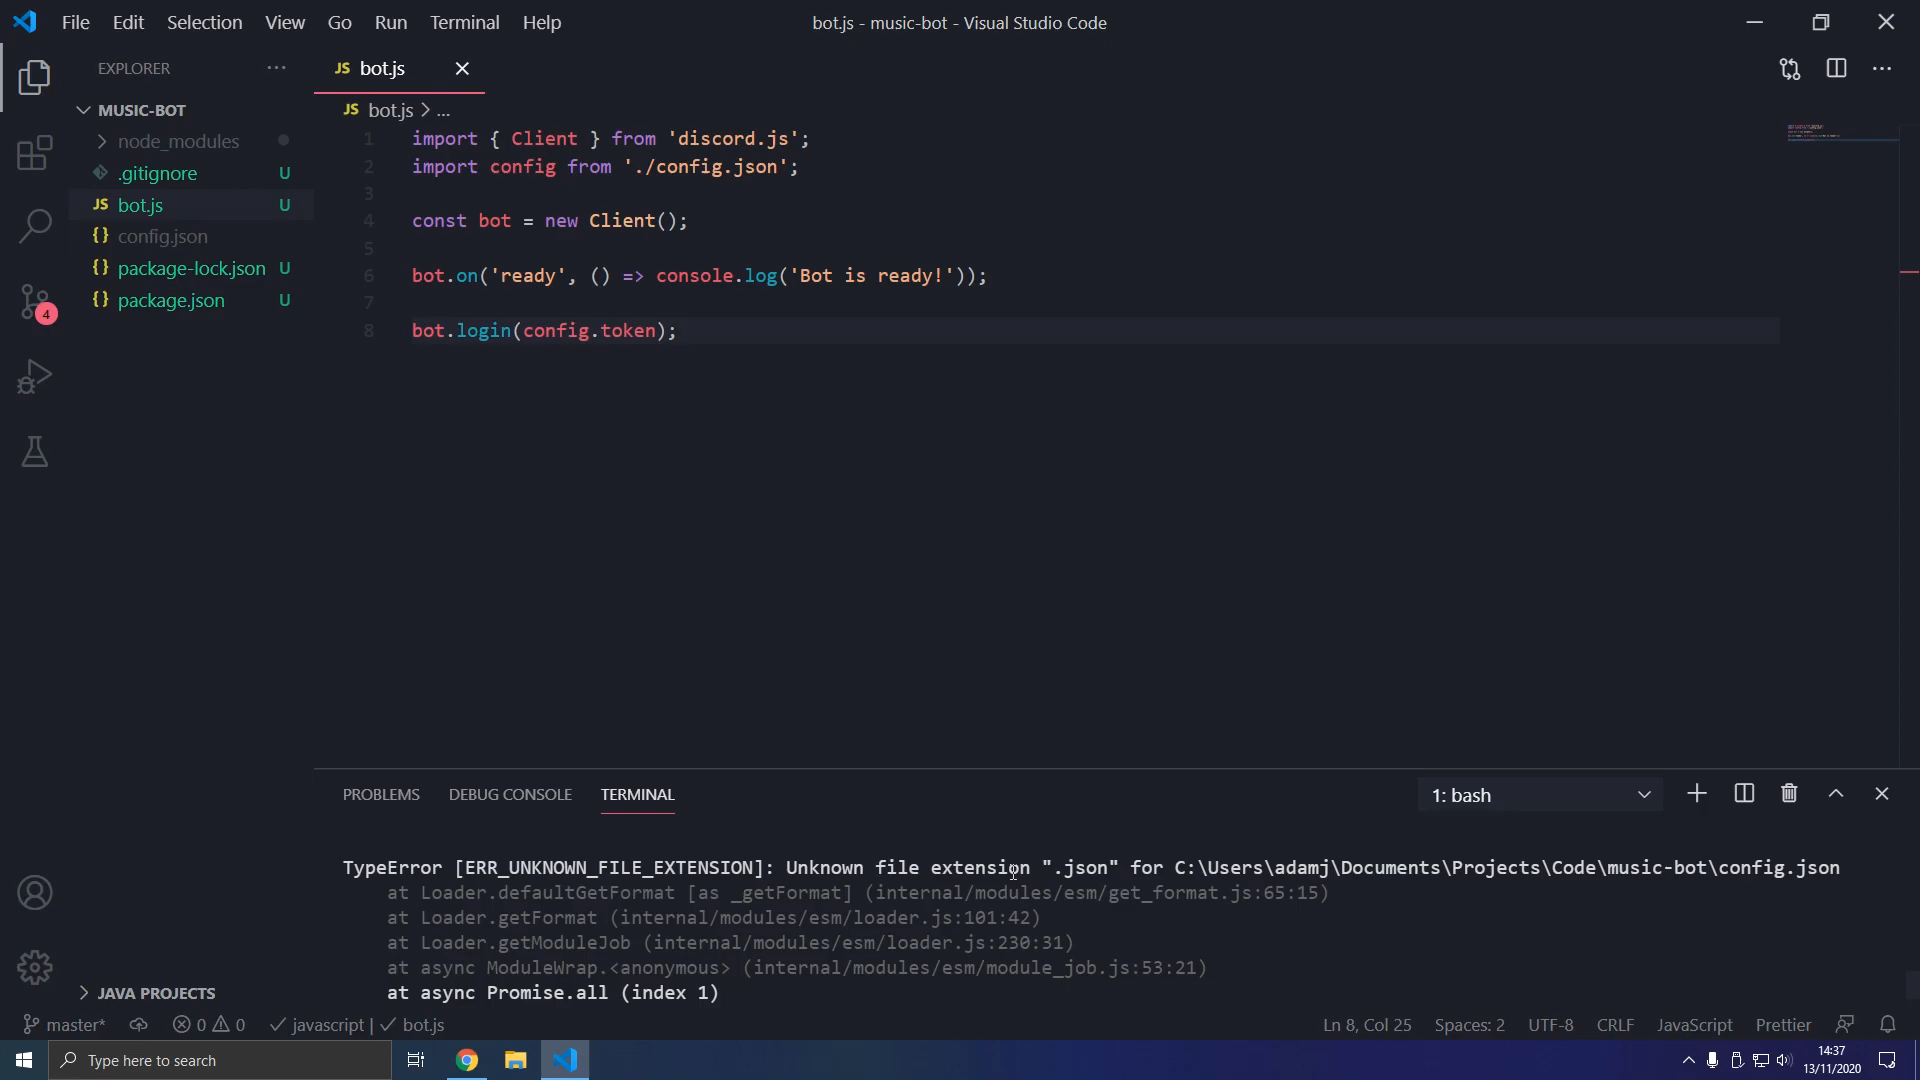 File Edit Selection View Go Run Terminal Help
bot.js - music-bot - Visual Studio Code
EXPLORER
MUSIC-BOT
node_modules
.gitignore U
JS bot.js U
{} config.json
{} package-lock.json U
{} package.json U
4
JAVA PROJECTS
JS bot.js
JS bot.js > ...
1 import { Client } from 'discord.js';
2 import config from './config.json';
3
4 const bot = new Client();
5
6 bot.on('ready', () => console.log('Bot is ready!'));
7
8 bot.login(config.token);
PROBLEMS DEBUG CONSOLE TERMINAL
1: bash
TypeError [ERR_UNKNOWN_FILE_EXTENSION]: Unknown file extension ".json" for C:\Users\adamj\Documents\Projects\Code\music-bot\config.json
at Loader.defaultGetFormat [as _getFormat] (internal/modules/esm/get_format.js:65:15)
at Loader.getFormat (internal/modules/esm/loader.js:101:42)
at Loader.getModuleJob (internal/modules/esm/loader.js:230:31)
at async ModuleWrap.<anonymous> (internal/modules/esm/module_job.js:53:21)
at async Promise.all (index 1)
master* 0 0 javascript | bot.js
Ln 8, Col 25 Spaces: 2 UTF-8 CRLF JavaScript Prettier
Type here to search
14:37
13/11/2020